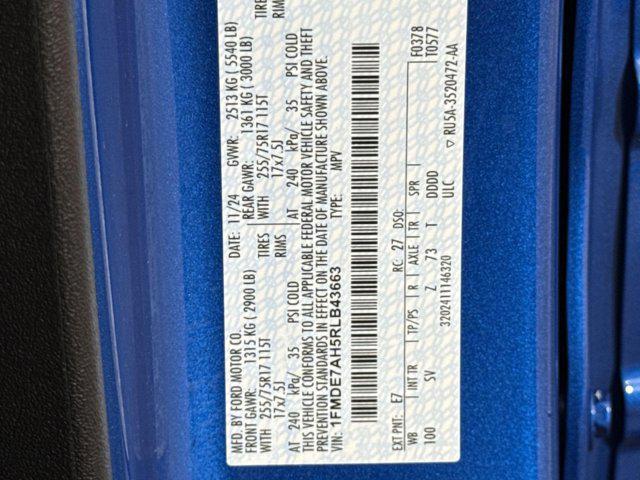 MFD. BY FORD MOTOR CO.
DATE: 11/24 GVWR: 2513 KG ( 5540 LB)
FRONT GAWR: 1315 KG ( 2900 LB) REAR GAWR: 1361 KG ( 3000 LB)
WITH 255/75R17 115T TIRES WITH 255/75R17 115T TIRES
17x7.5J RIMS 17x7.5J RIMS
AT 240 kPa/ 35 PSI COLD AT 240 kPa/ 35 PSI COLD
THIS VEHICLE CONFORMS TO ALL APPLICABLE FEDERAL MOTOR VEHICLE SAFETY AND THEFT
PREVENTION STANDARDS IN EFFECT ON THE DATE OF MANUFACTURE SHOWN ABOVE.
VIN: 1FMDE7AH5RLB43663 TYPE: MPV
F0378
T0577
EXT PNT: E7 RC: 27 DSO:
WB INT TR TP/PS R AXLE TR SPR
100 SV Z 73 T DDDD
3202411146320 ULC ▽ RU5A-3520472-AA